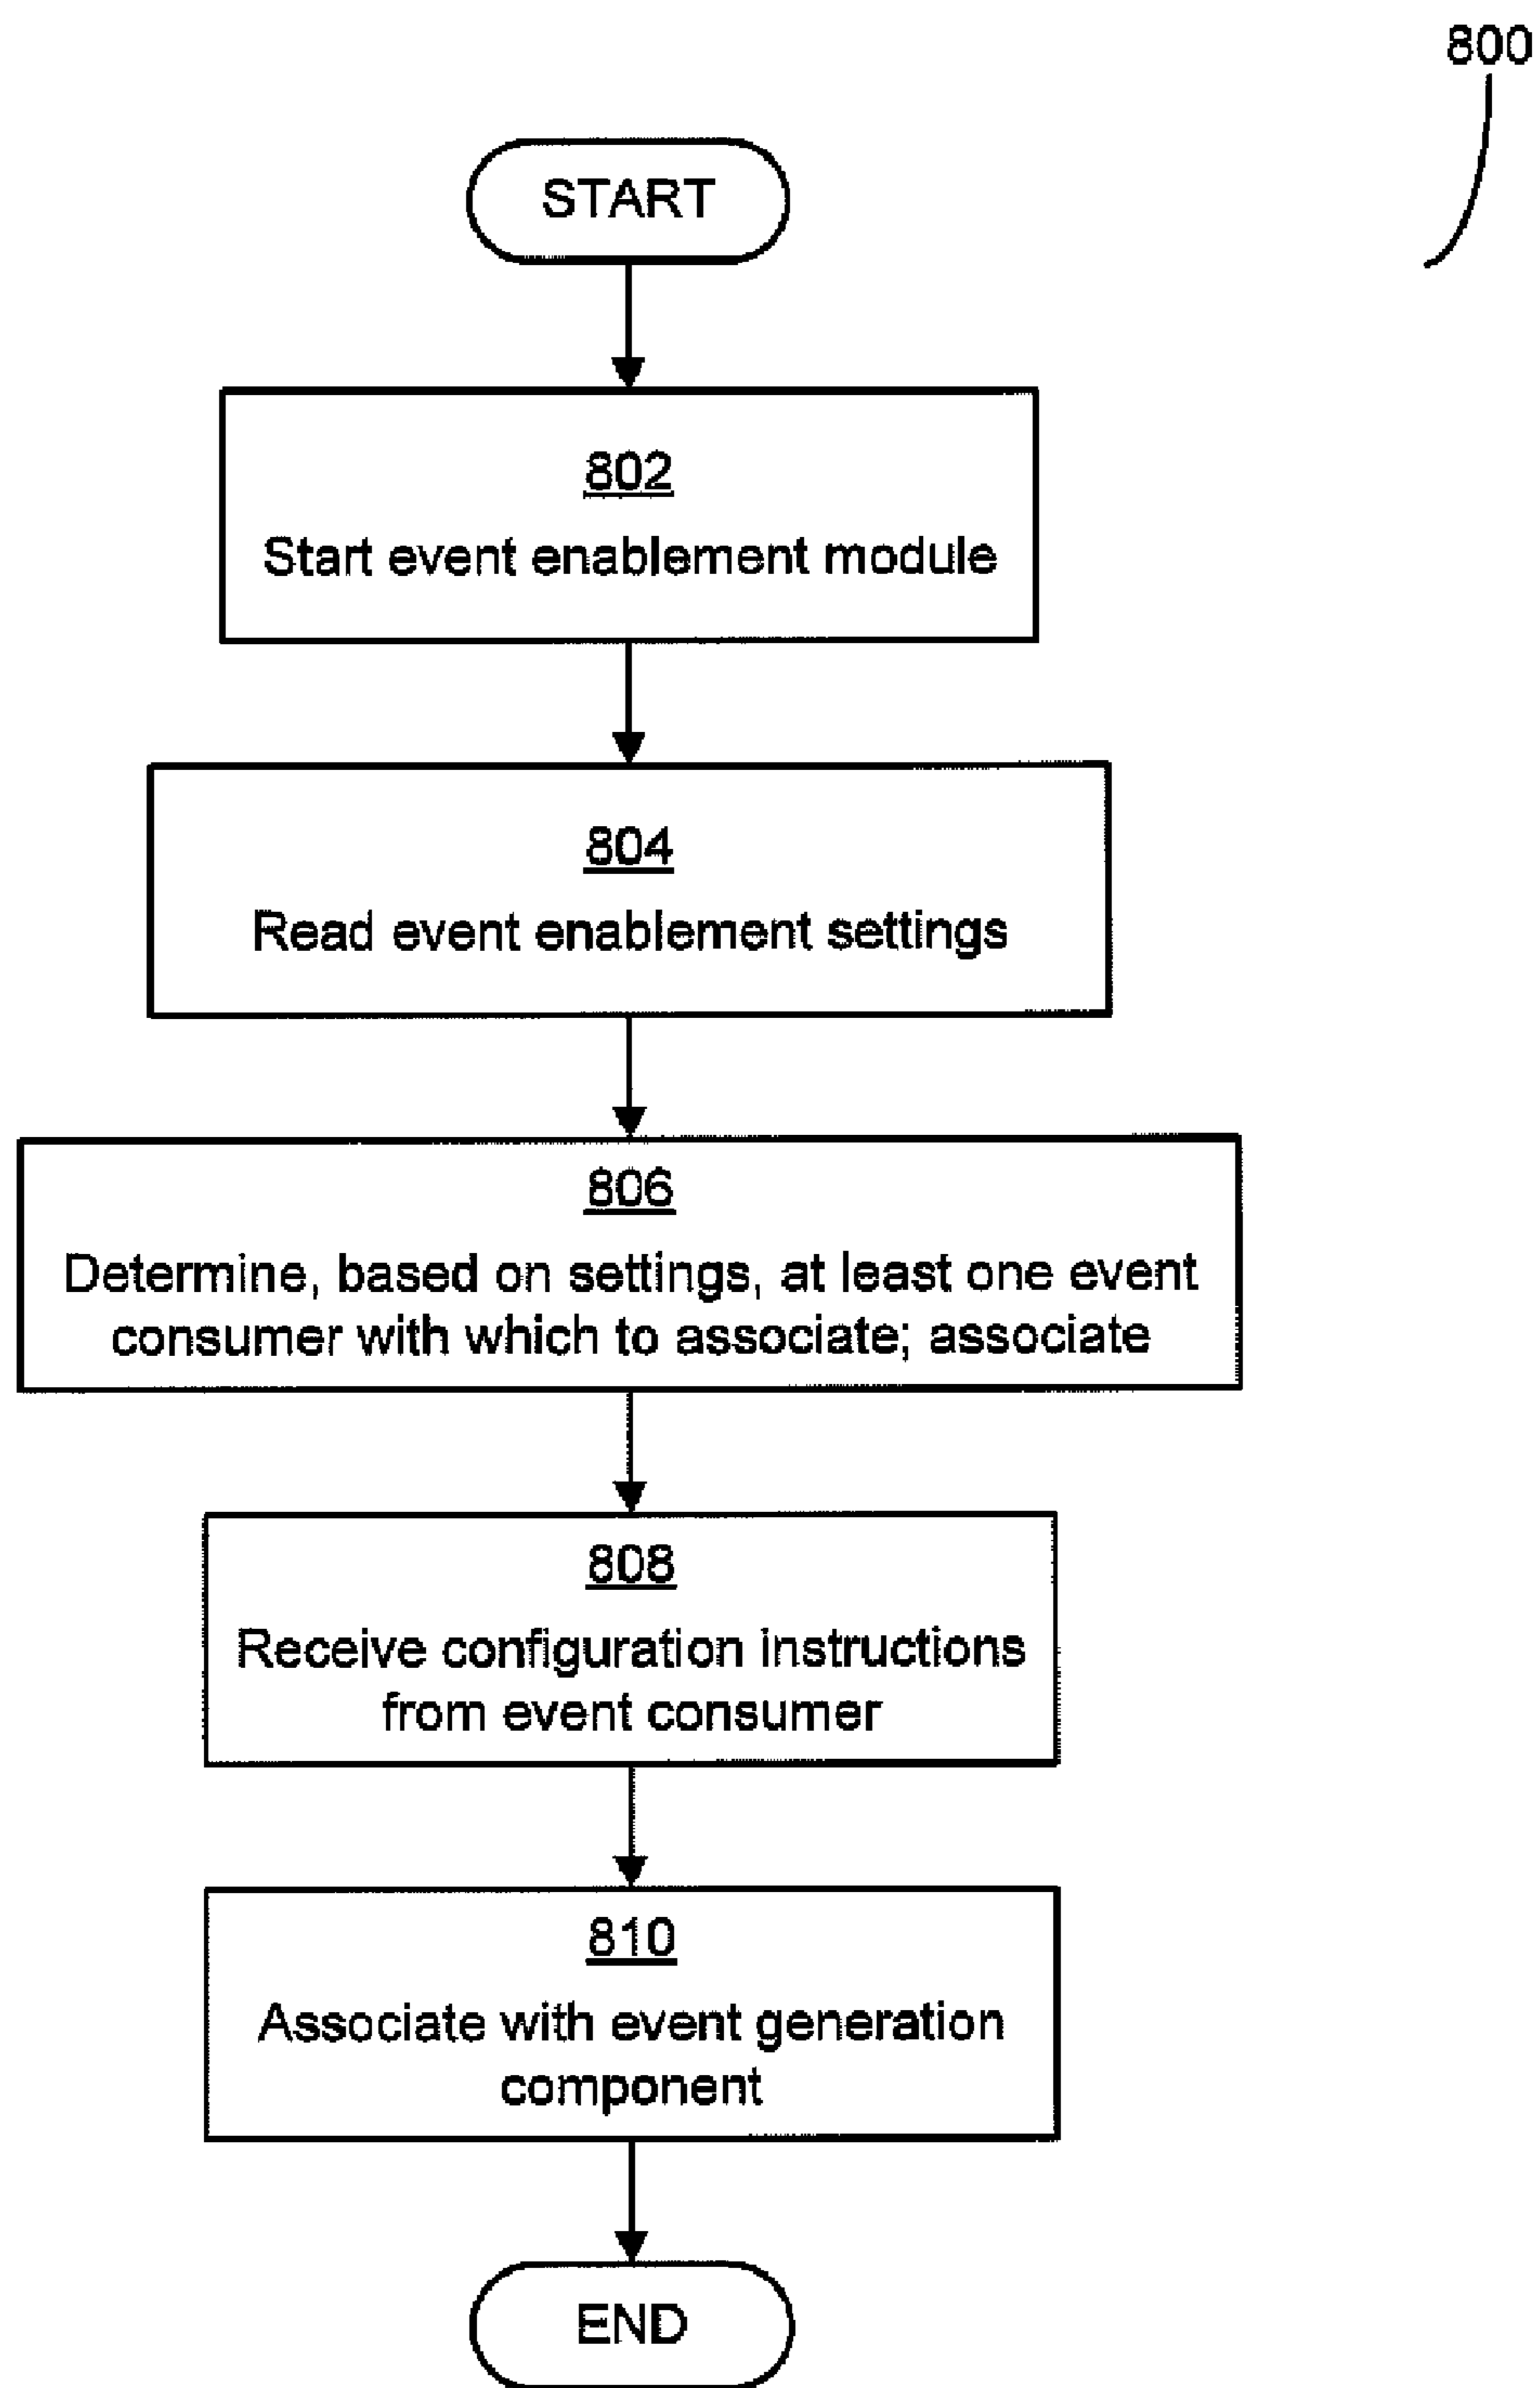 800
START
802
Start event enablement module
804
Read event enablement settings
806
Determine, based on settings, at least one event
consumer with which to associate; associate
808
Receive configuration instructions
from event consumer
810
Associate with event generation
component
END